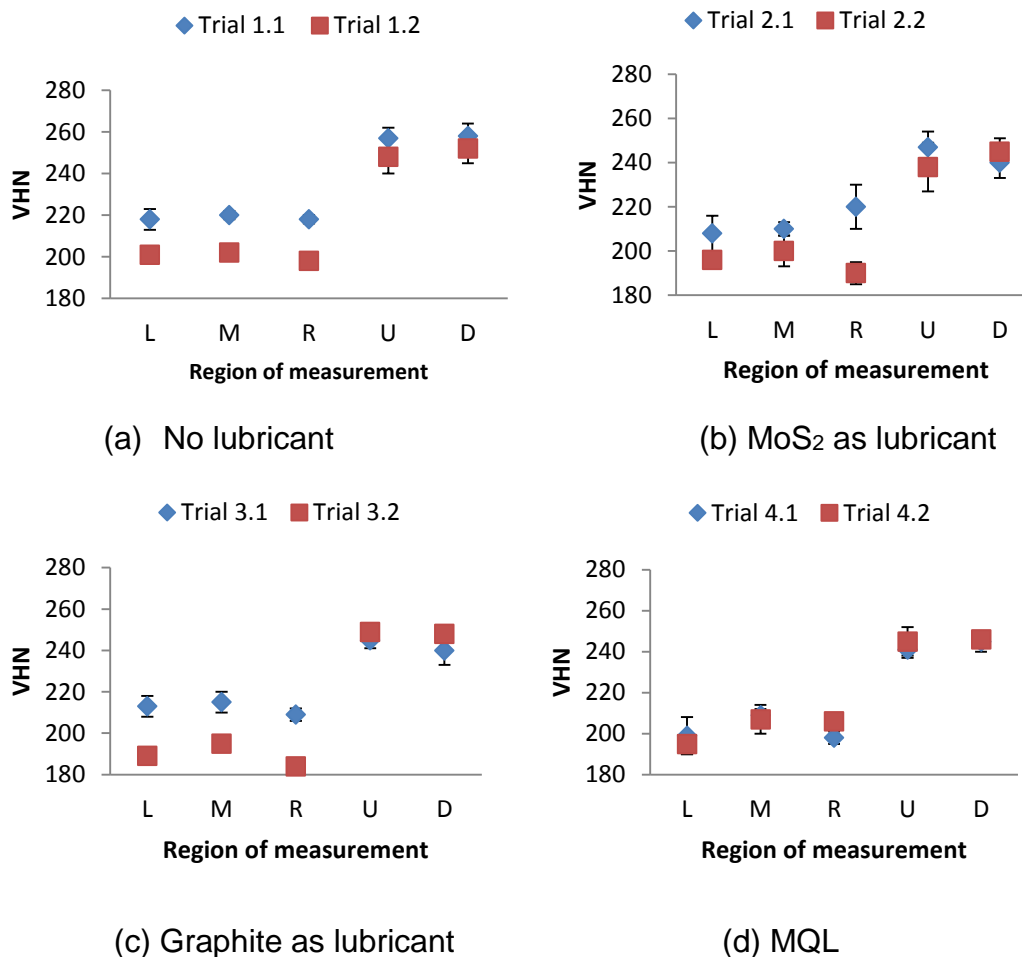 Trial 1.1 Trial 1.2
280
260
240
220
200
180
VHN
L M R U D
Region of measurement
(a) No lubricant
Trial 2.1 Trial 2.2
280
260
240
220
200
180
VHN
L M R U D
Region of measurement
(b) MoS₂ as lubricant
Trial 3.1 Trial 3.2
280
260
240
220
200
180
VHN
L M R U D
Region of measurement
(c) Graphite as lubricant
Trial 4.1 Trial 4.2
280
260
240
220
200
180
VHN
L M R U D
Region of measurement
(d) MQL